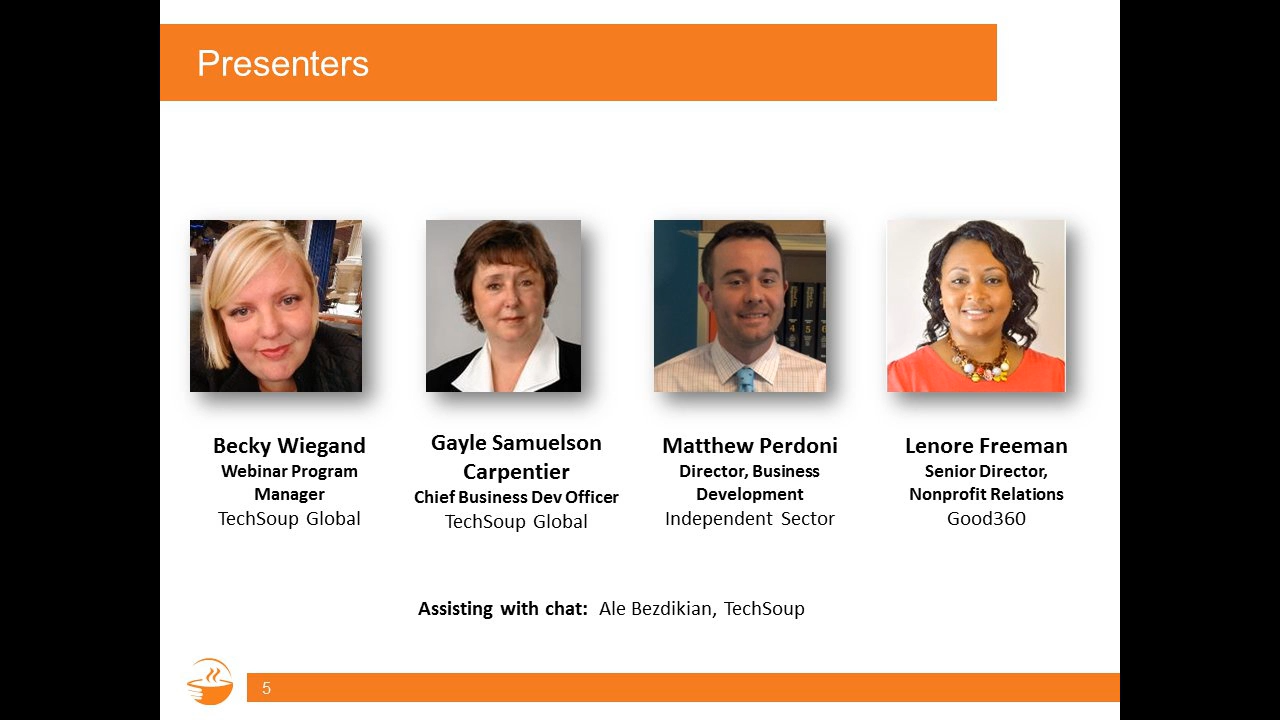 Presenters
Becky Wiegand
Webinar Program
Manager
TechSoup Global
Gayle Samuelson
Carpentier
Chief Business Dev Officer
TechSoup Global
Matthew Perdoni
Director, Business
Development
Independent Sector
Lenore Freeman
Senior Director,
Nonprofit Relations
Good360
Assisting with chat: Ale Bezdikian, TechSoup
5